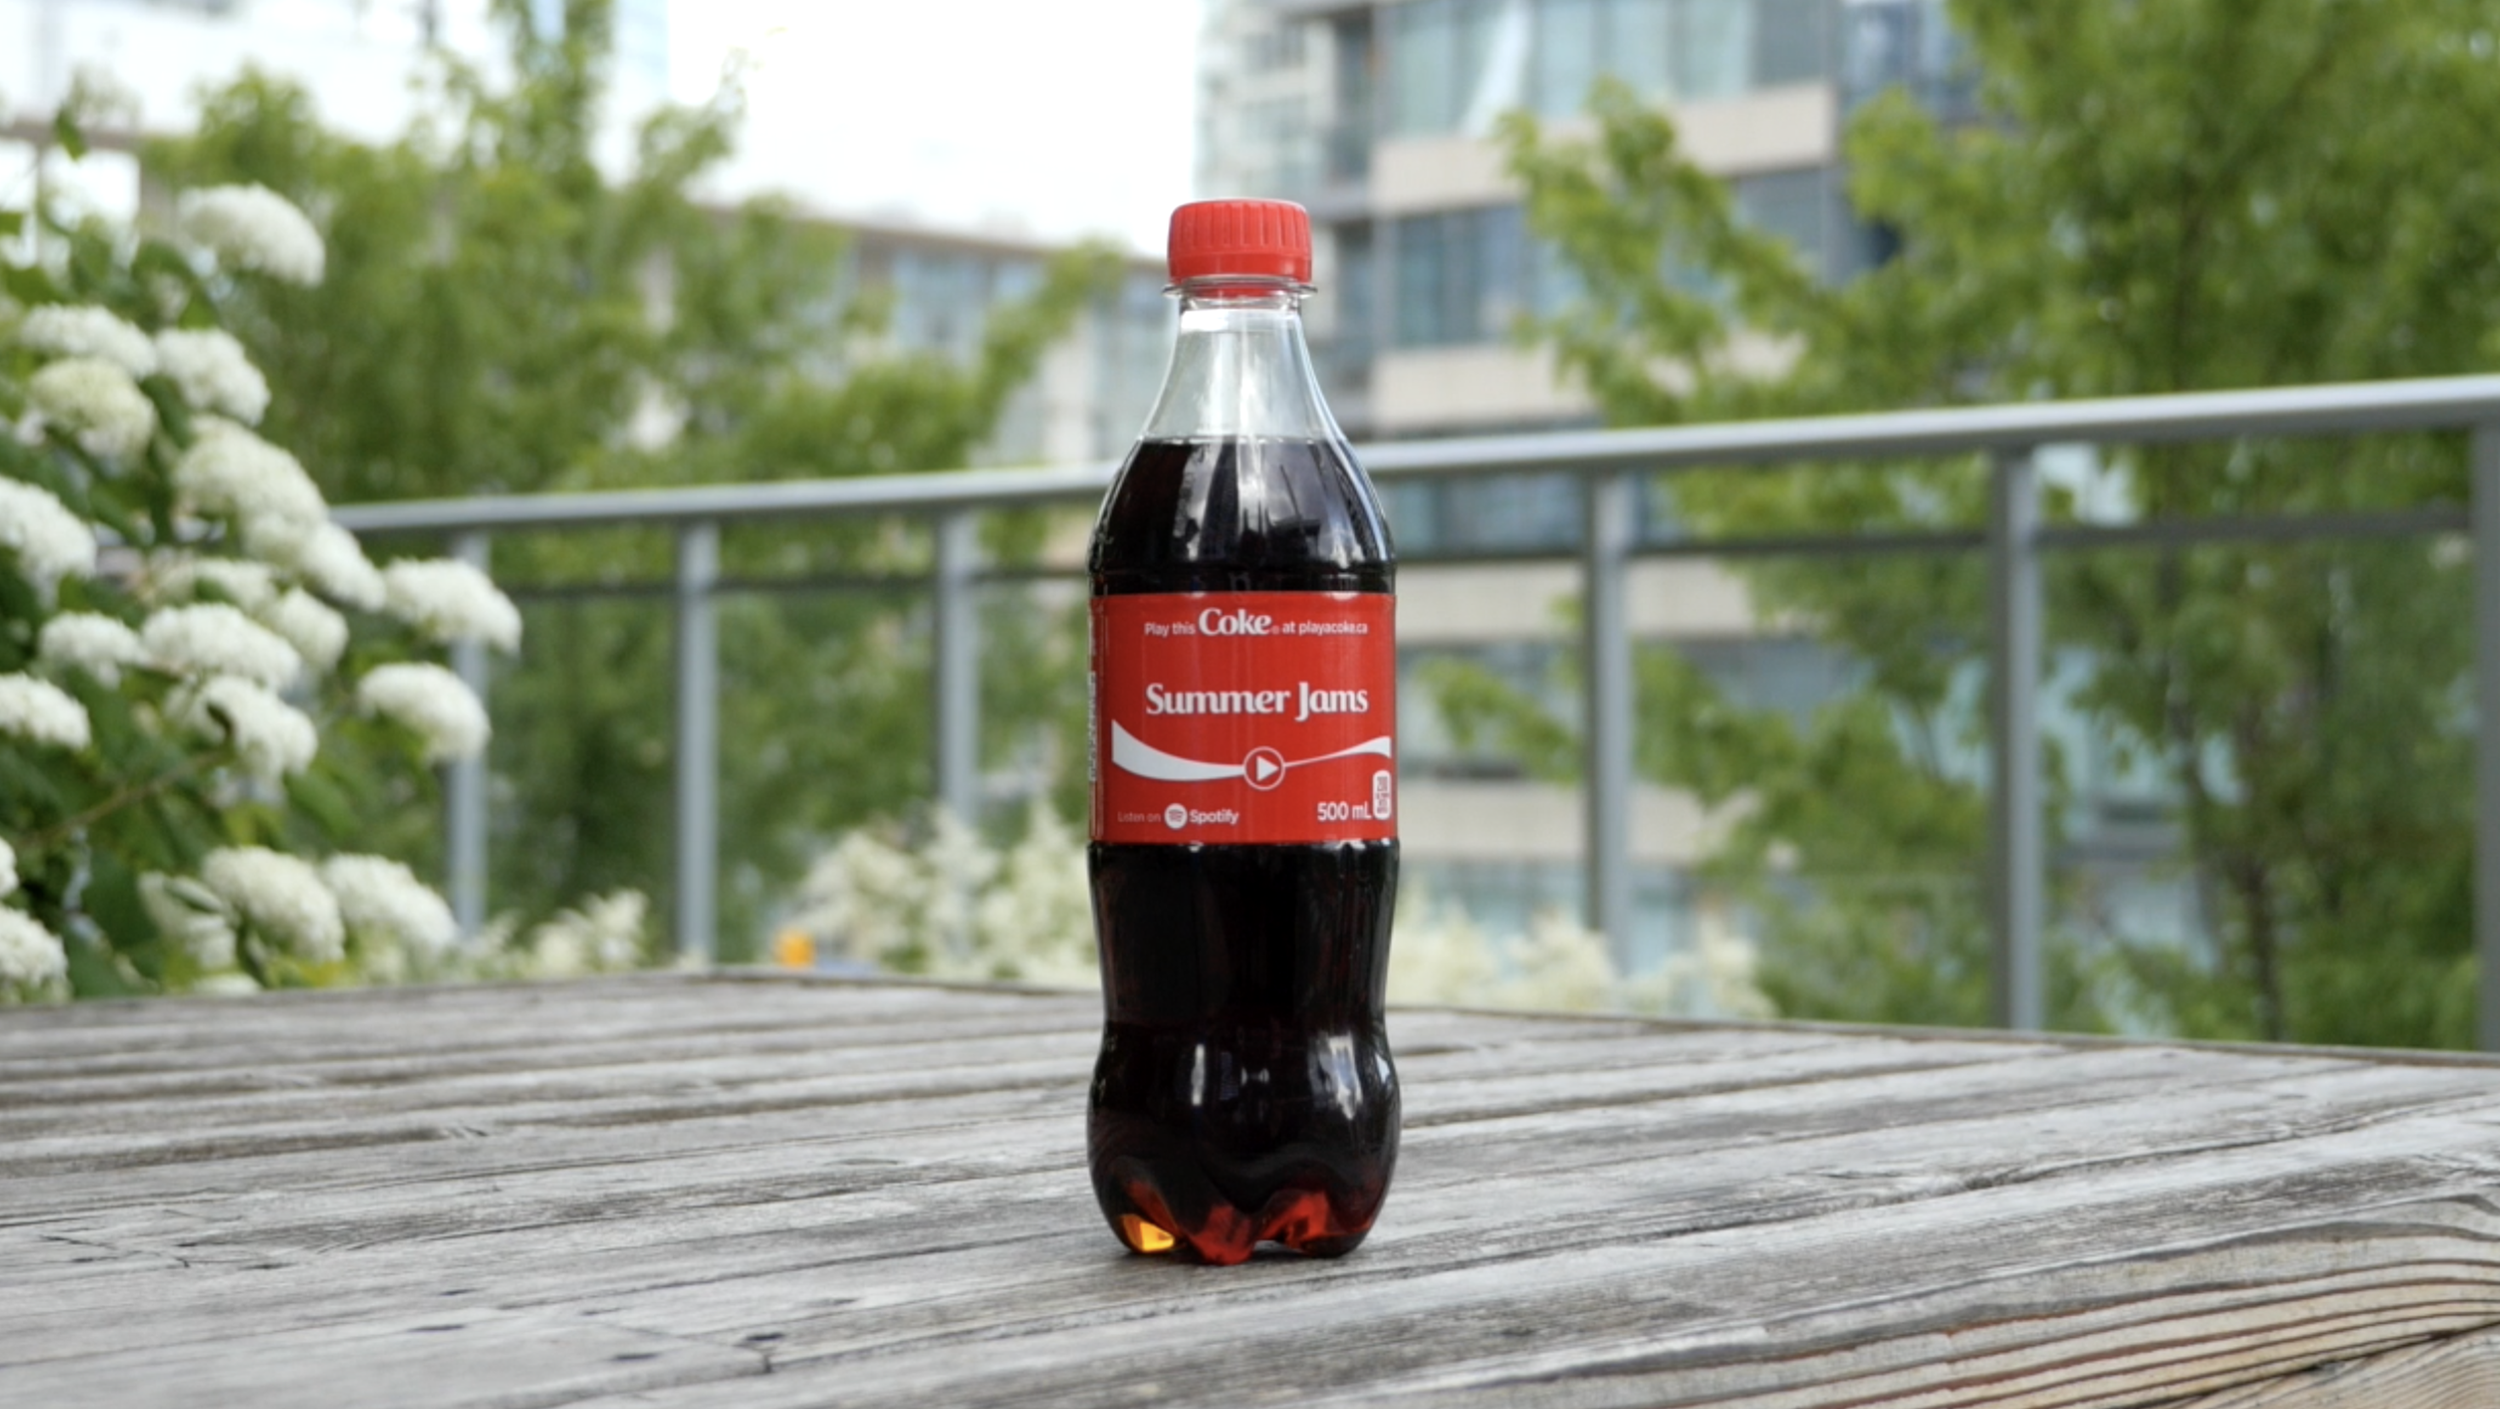 Play this Coke® at playacoke.ca
Summer Jams
Listen on Spotify
500 mL